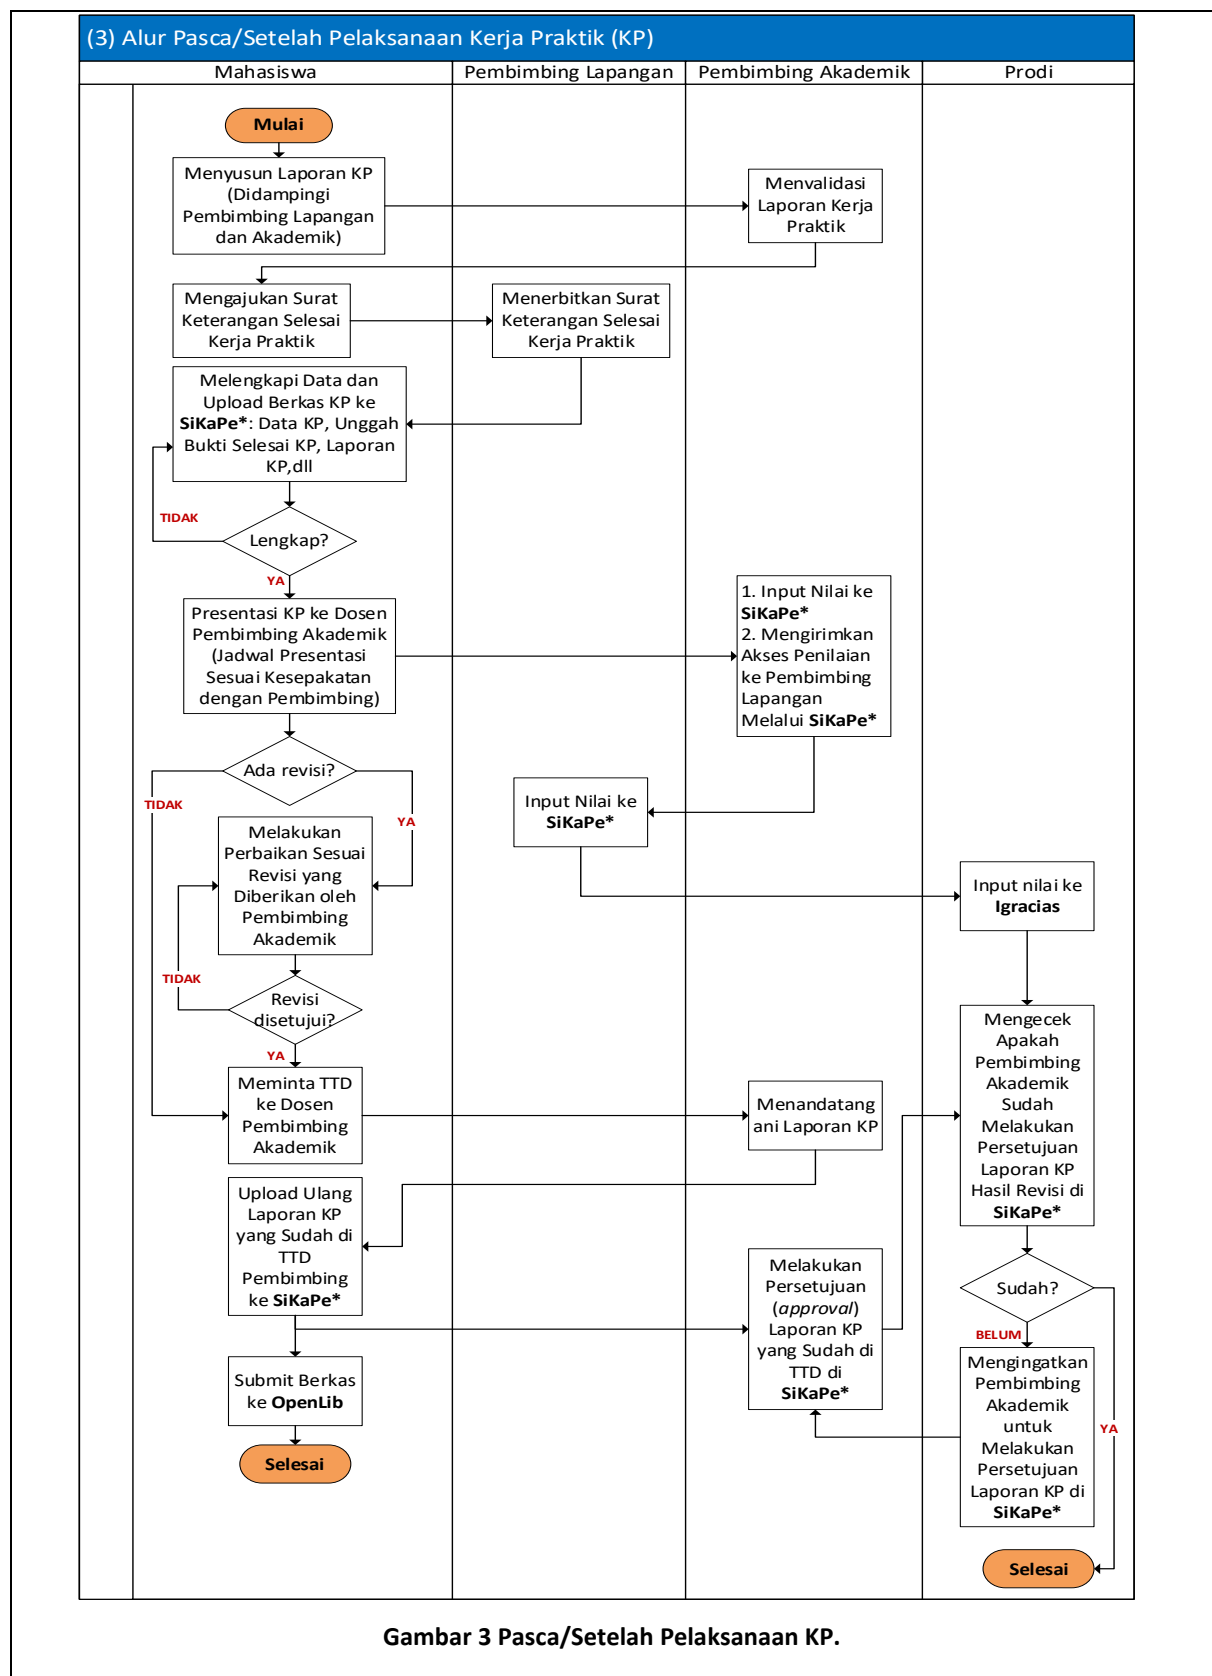 (3) Alur Pasca/Setelah Pelaksanaan Kerja Praktik (KP)
Mahasiswa
Pembimbing Lapangan
Pembimbing Akademik
Prodi
Mulai
Menyusun Laporan KP
(Didampingi
Pembimbing Lapangan
dan Akademik)
Menvalidasi
Laporan Kerja
Praktik
Mengajukan Surat
Keterangan Selesai
Kerja Praktik
Menerbitkan Surat
Keterangan Selesai
Kerja Praktik
Melengkapi Data dan
Upload Berkas KP ke
SiKaPe*: Data KP, Unggah
Bukti Selesai KP, Laporan
KP,dll
TIDAK
Lengkap?
YA
Presentasi KP ke Dosen
Pembimbing Akademik
(Jadwal Presentasi
Sesuai Kesepakatan
dengan Pembimbing)
1. Input Nilai ke
SiKaPe*
2. Mengirimkan
Akses Penilaian
ke Pembimbing
Lapangan
Melalui SiKaPe*
Ada revisi?
TIDAK
YA
Input Nilai ke
SiKaPe*
Melakukan
Perbaikan Sesuai
Revisi yang
Diberikan oleh
Pembimbing
Akademik
Input nilai ke
Igracias
TIDAK
Revisi
disetujui?
YA
Mengecek
Apakah
Pembimbing
Akademik
Sudah
Melakukan
Persetujuan
Laporan KP
Hasil Revisi di
SiKaPe*
Meminta TTD
ke Dosen
Pembimbing
Akademik
Menandatang
ani Laporan KP
Upload Ulang
Laporan KP
yang Sudah di
TTD
Pembimbing
ke SiKaPe*
Melakukan
Persetujuan
(approval)
Laporan KP
yang Sudah di
TTD di
SiKaPe*
Sudah?
BELUM
YA
Mengingatkan
Pembimbing
Akademik
untuk
Melakukan
Persetujuan
Laporan KP di
SiKaPe*
Submit Berkas
ke OpenLib
Selesai
Selesai
Gambar 3 Pasca/Setelah Pelaksanaan KP.